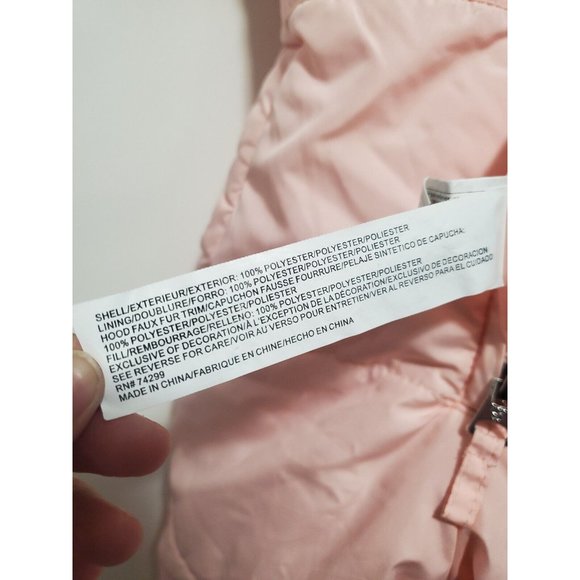 SHELL/EXTERIEUR/EXTERIOR: 100% POLYESTER/POLYESTER/POLIESTER
LINING/DOUBLURE/FORRO: 100% POLYESTER/POLYESTER/POLIESTER
HOOD FAUX FUR TRIM/CAPUCHON FAUSSE FOURRURE/PELAJE SINTETICO DE CAPUCHA:
100% POLYESTER/POLYESTER/POLIESTER
FILL/REMBOURRAGE/RELLENO: 100% POLYESTER/POLYESTER/POLIESTER
EXCLUSIVE OF DECORATION/À L'EXCEPTION DE LA DÉCORATION/EXCLUSIVO DE DECORACION
SEE REVERSE FOR CARE/VOIR AU VERSO POUR ENTRETIEN/VER AL REVERSO PARA EL CUIDADO
RN# 74299
MADE IN CHINA/FABRIQUE EN CHINE/HECHO EN CHINA